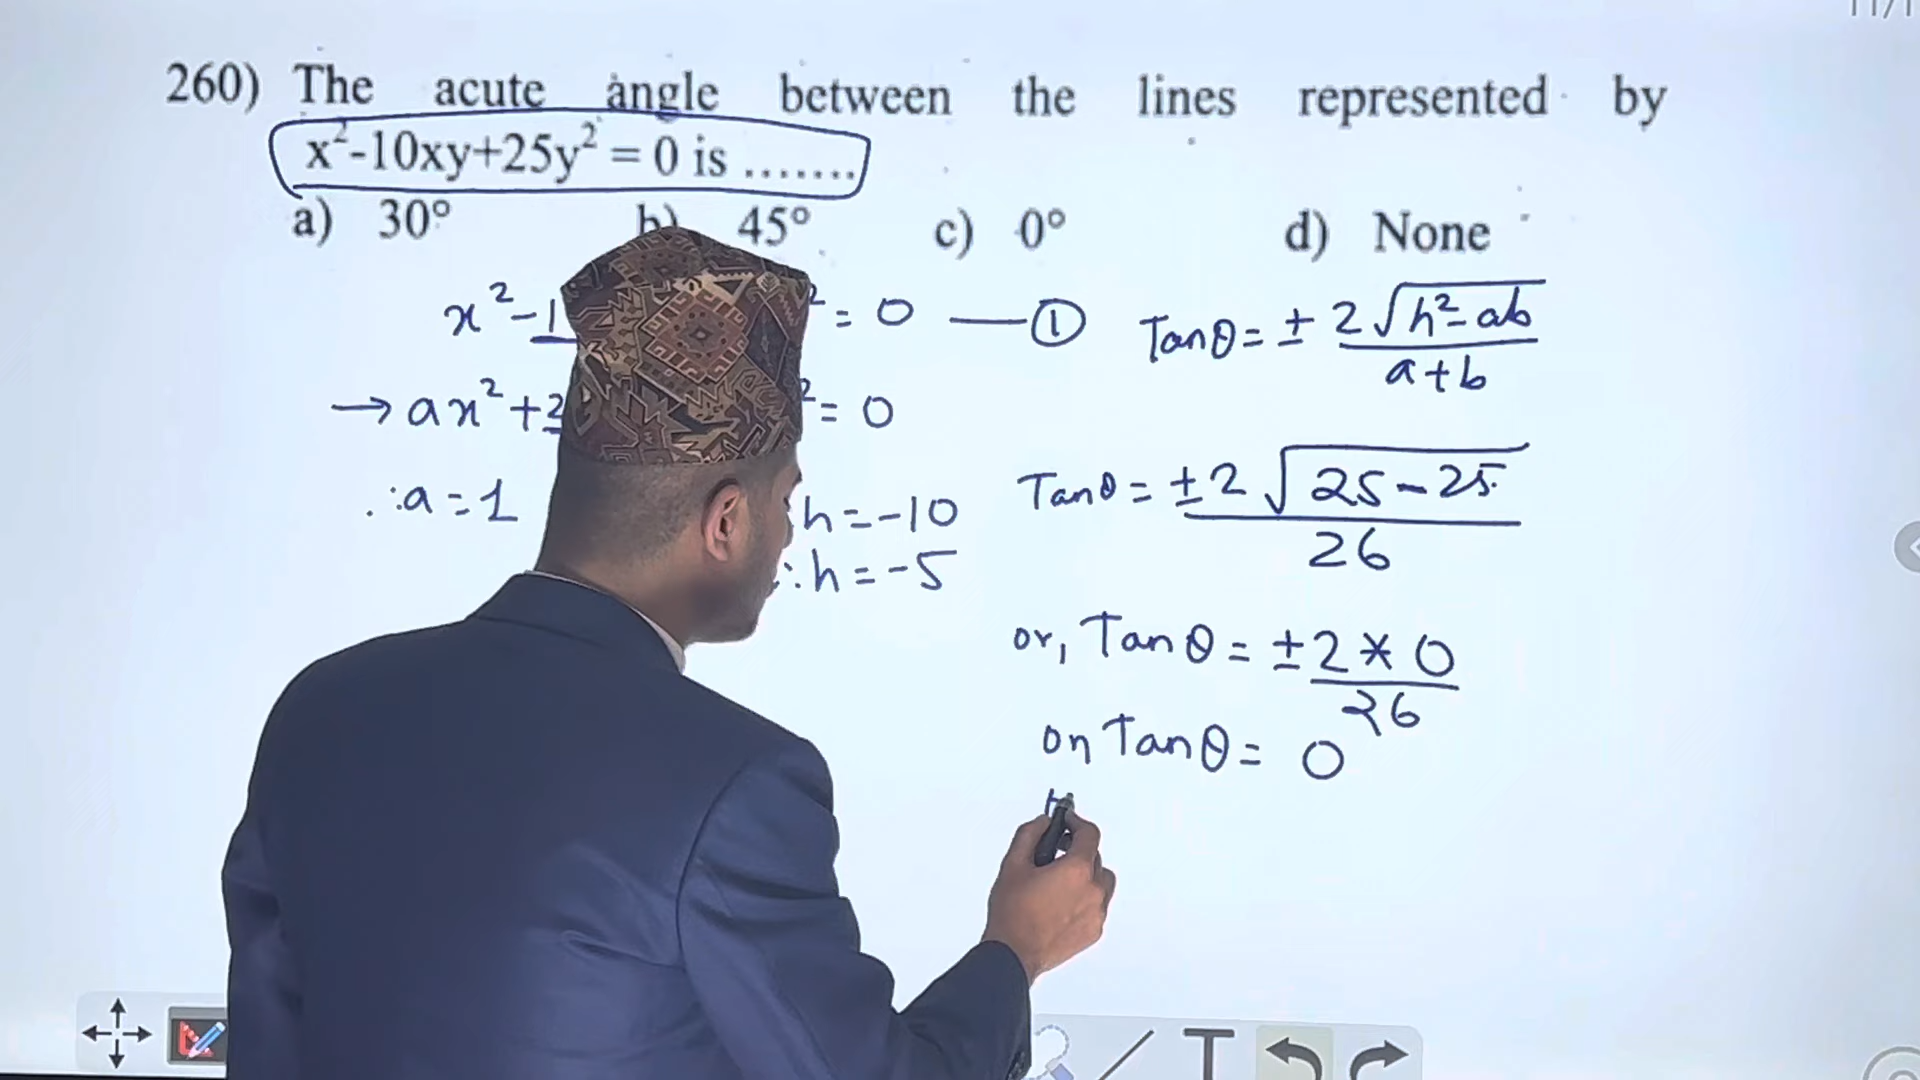 260) The acute angle between the lines represented by
x²-10xy+25y² = 0 is .......
a) 30° b) 45° c) 0° d) None
x² - 1 ² = 0 — ①
→ ax² + 2 ² = 0
∴ a = 1
h = -10
∴ h = -5
Tanθ = ± 2√h²-ab / a+b
Tanθ = ± 2√25-25 / 26
or, Tanθ = ± 2 * 0 / 26
or Tanθ = 0
T